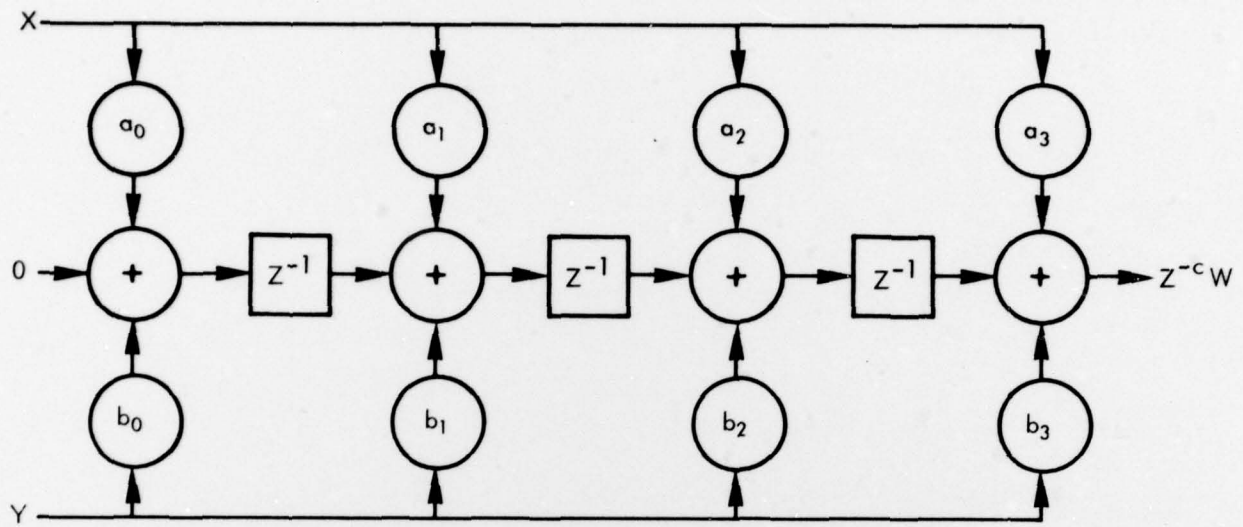 X
a₀ a₁ a₂ a₃
0 + Z⁻¹ + Z⁻¹ + Z⁻¹ + Z⁻ᶜ W
b₀ b₁ b₂ b₃
Y